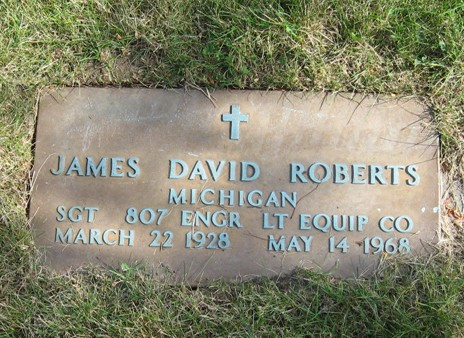 JAMES DAVID ROBERTS
MICHIGAN
SGT 807 ENGR LT EQUIP CO
MARCH 22 1928 MAY 14 1968